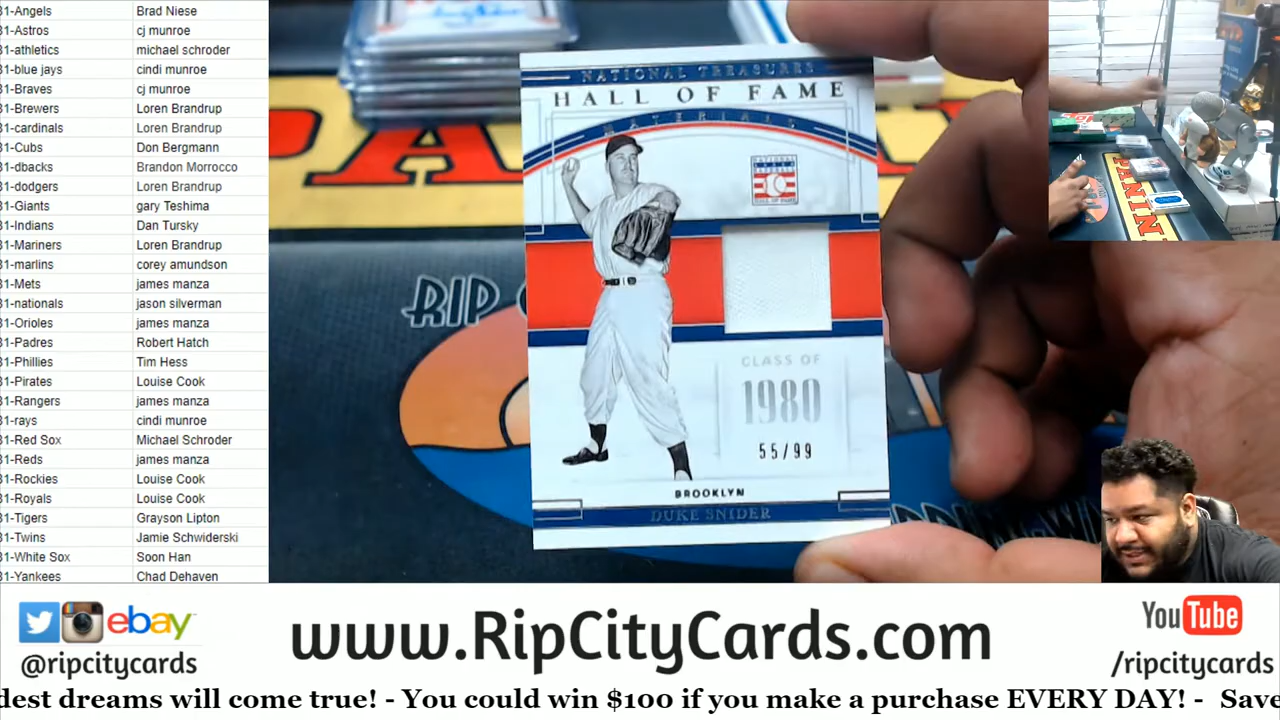 31-Angels Brad Niese
31-Astros cj munroe
31-athletics michael schroder
31-blue jays cindi munroe
31-Braves cj munroe
31-Brewers Loren Brandrup
31-cardinals Loren Brandrup
31-Cubs Don Bergmann
31-dbacks Brandon Morrocco
31-dodgers Loren Brandrup
31-Giants gary Teshima
31-Indians Dan Tursky
31-Mariners Loren Brandrup
31-marlins corey amundson
31-Mets james manza
31-nationals jason silverman
31-Orioles james manza
31-Padres Robert Hatch
31-Phillies Tim Hess
31-Pirates Louise Cook
31-Rangers james manza
31-rays cindi munroe
31-Red Sox Michael Schroder
31-Reds james manza
31-Rockies Louise Cook
31-Royals Louise Cook
31-Tigers Grayson Lipton
31-Twins Jamie Schwiderski
31-White Sox Soon Han
31-Yankees Chad Dehaven
NATIONAL TREASURES
HALL OF FAME
MATERIALS
CLASS OF
1980
55/99
BROOKLYN
DUKE SNIDER
RIP
PANINI
ebay
@ripcitycards
www.RipCityCards.com
YouTube
/ripcitycards
dest dreams will come true! - You could win $100 if you make a purchase EVERY DAY! - Save